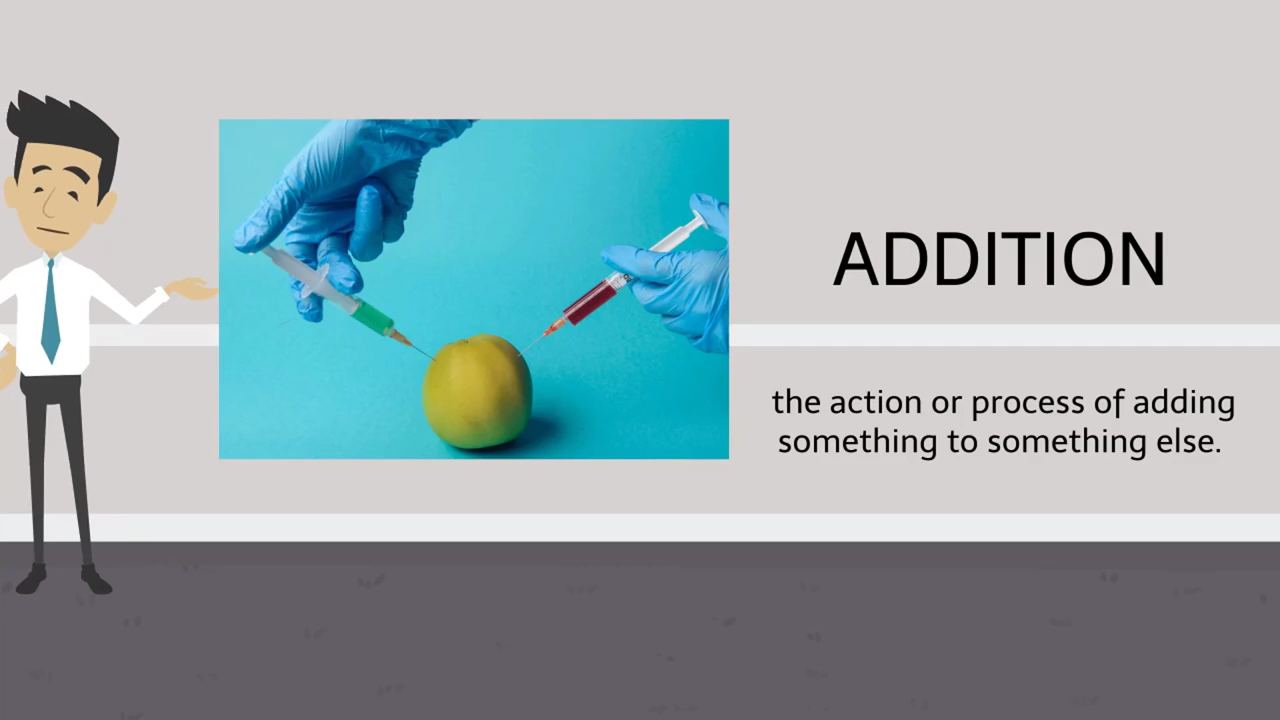 ADDITION
the action or process of adding
something to something else.